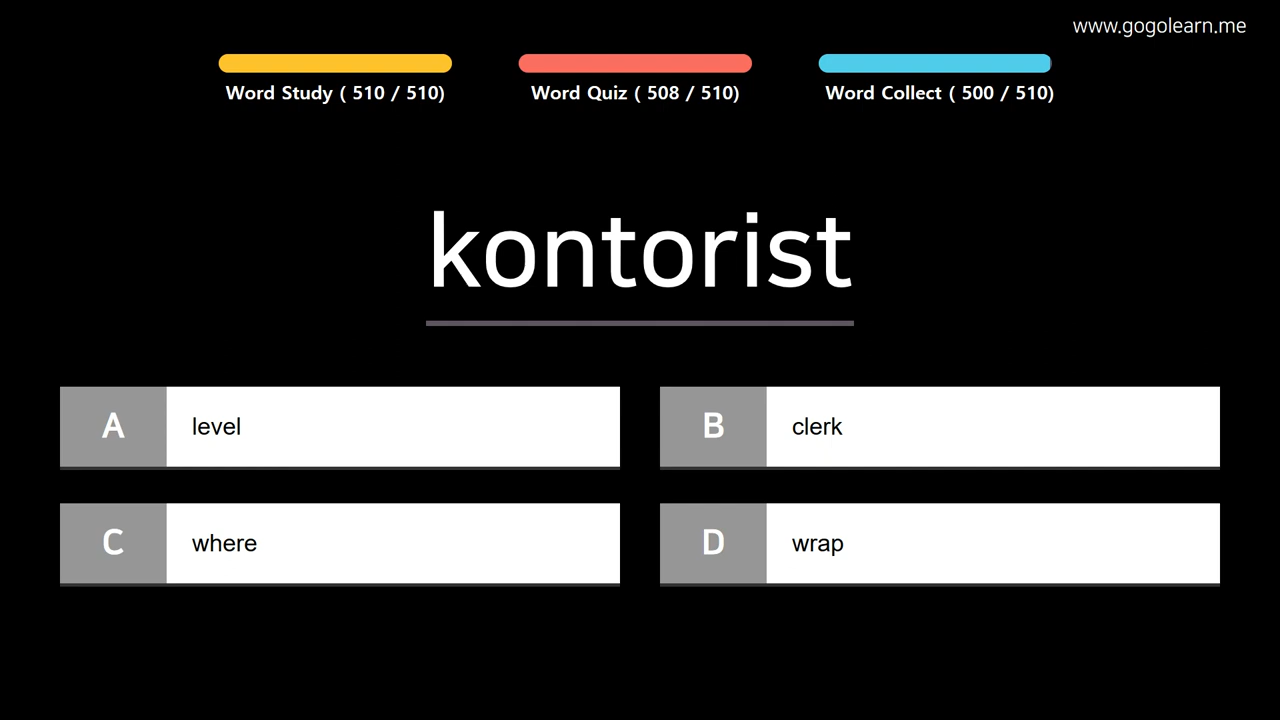 www.gogolearn.me
Word Study ( 510 / 510)
Word Quiz ( 508 / 510)
Word Collect ( 500 / 510)
kontorist
A level
B clerk
C where
D wrap